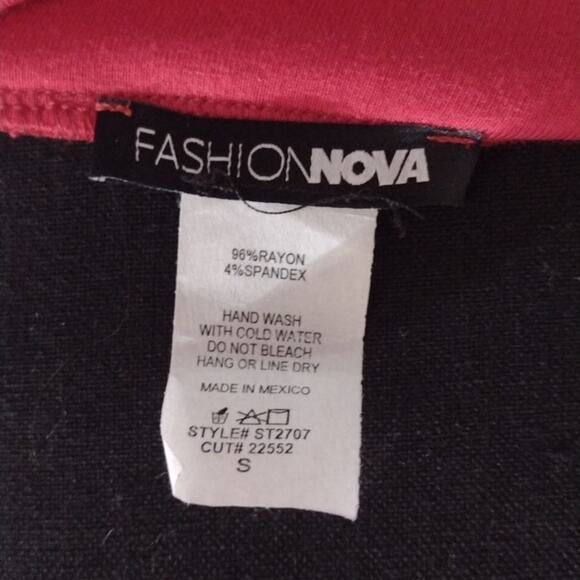 FASHIONNOVA
96%RAYON
4%SPANDEX
HAND WASH
WITH COLD WATER
DO NOT BLEACH
HANG OR LINE DRY
MADE IN MEXICO
STYLE# ST2707
CUT# 22552
S